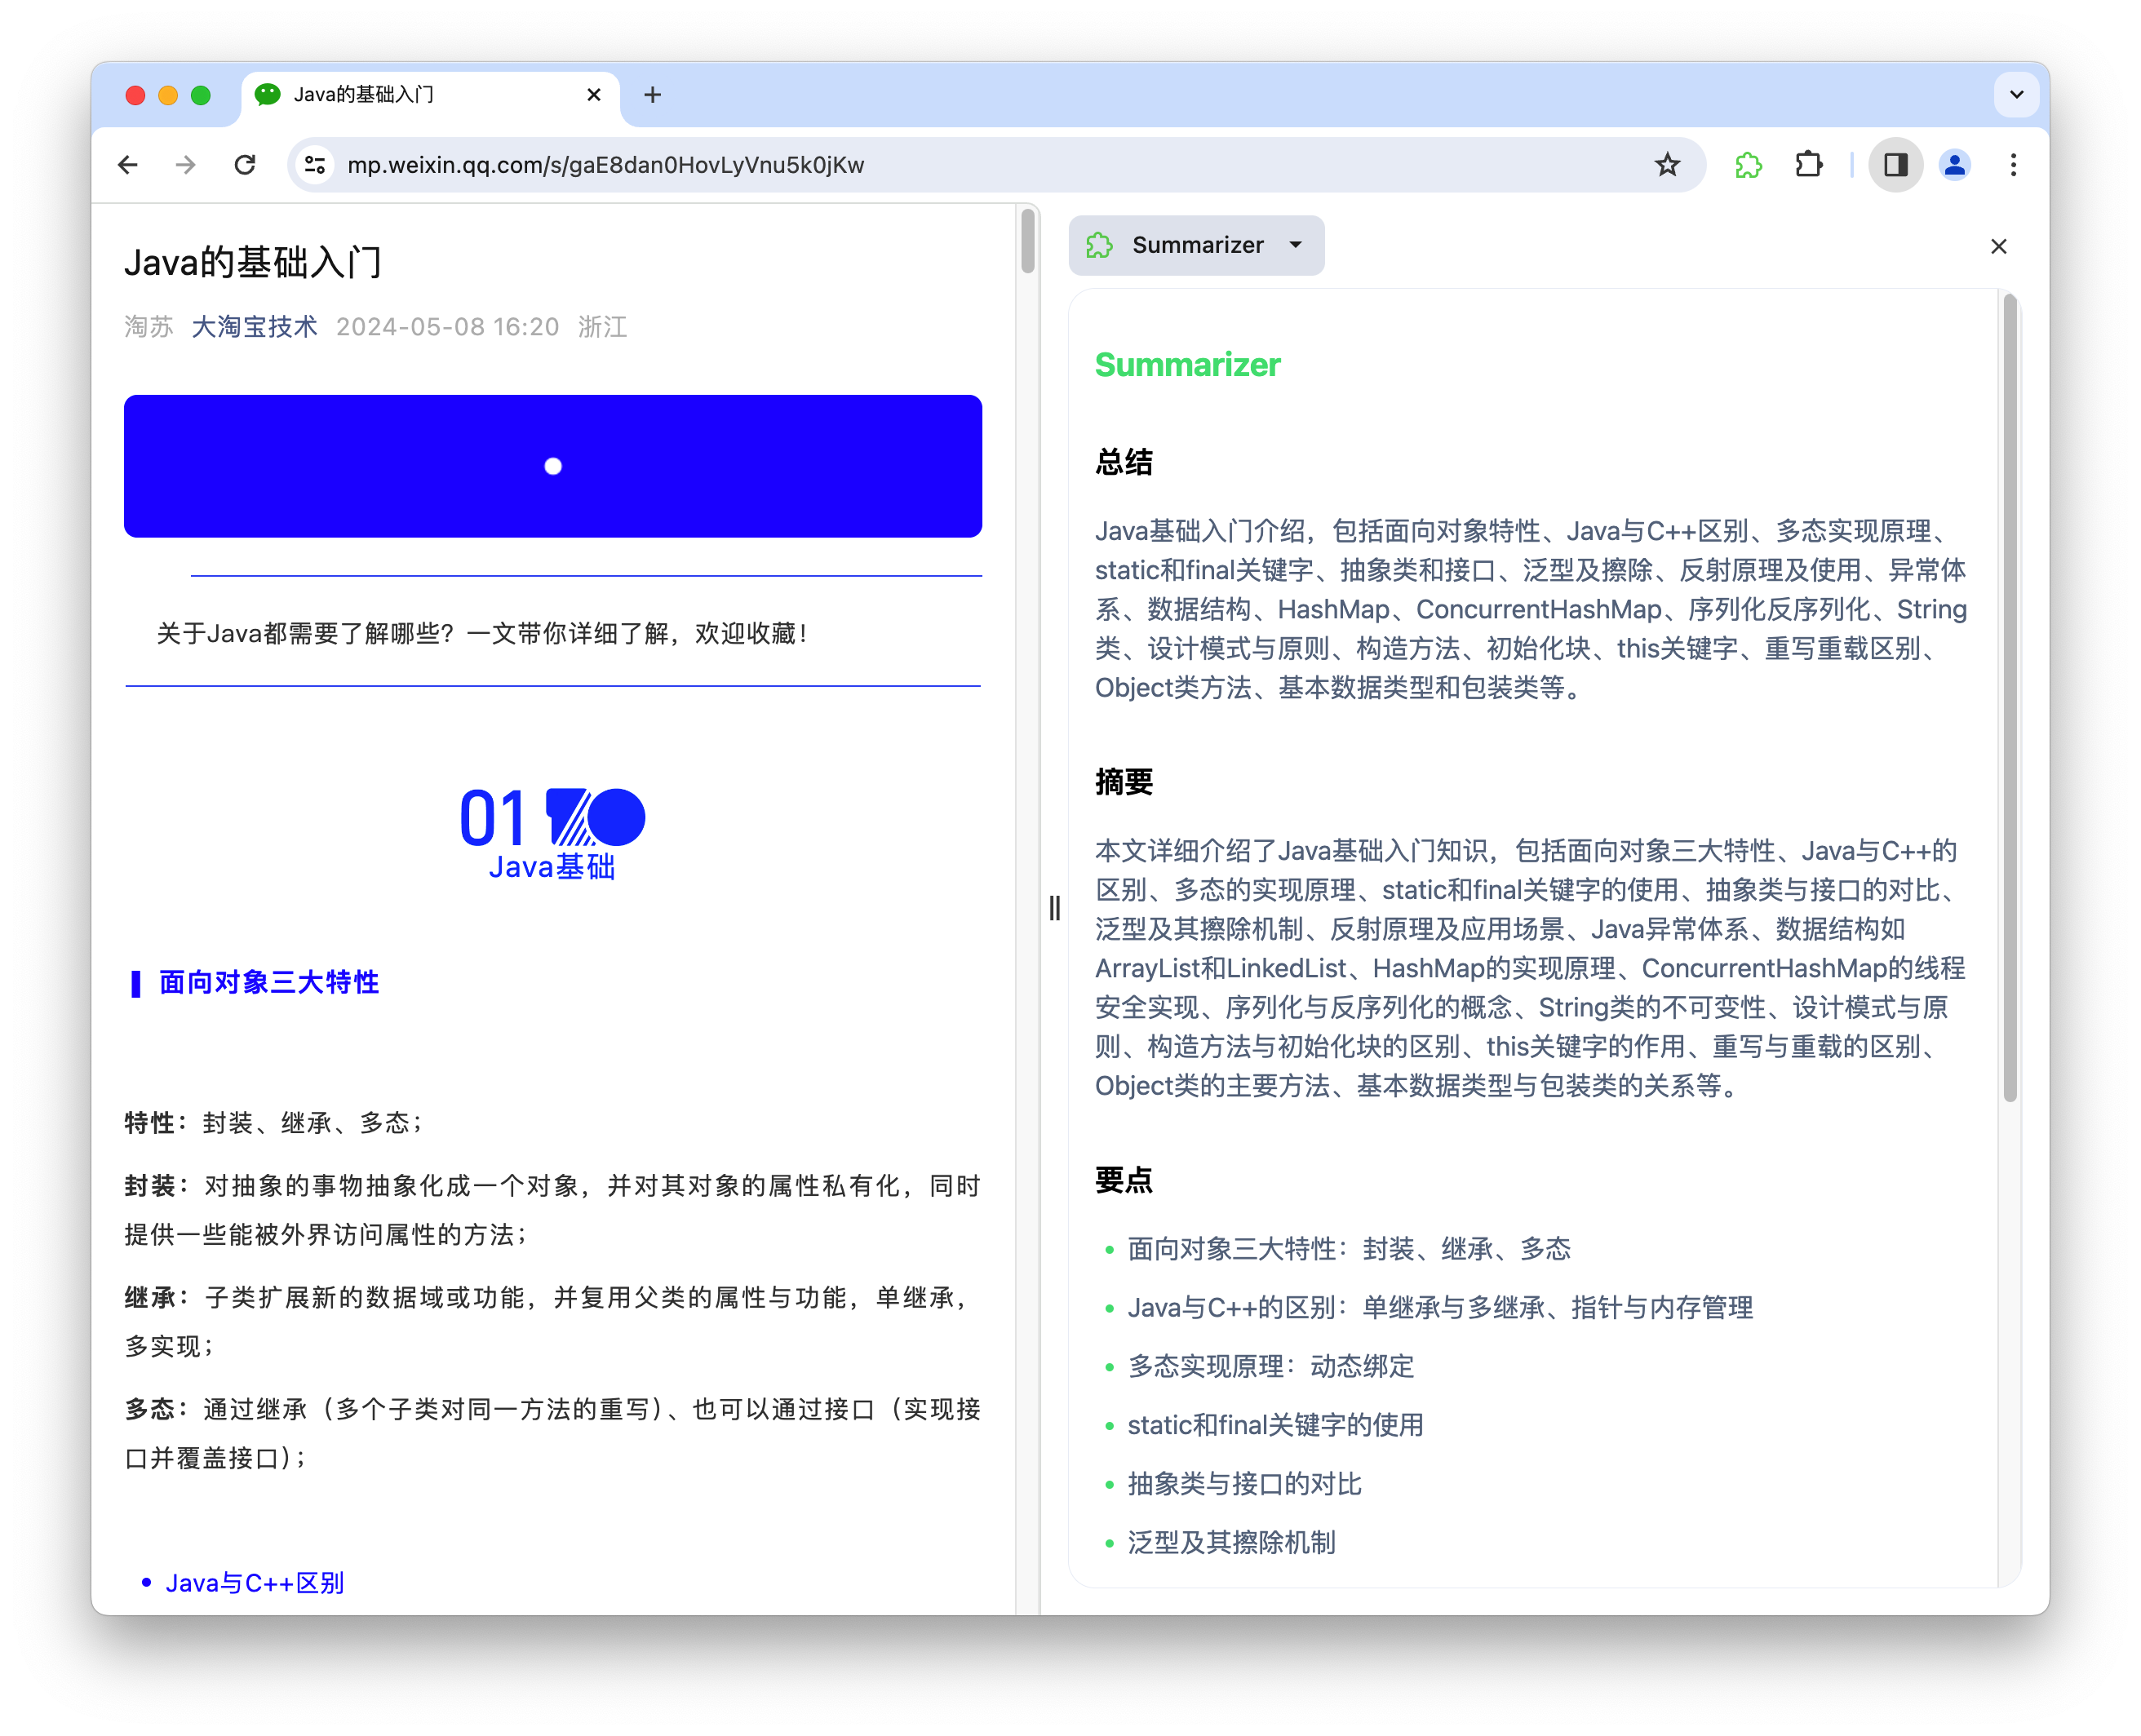 Java的基础入门
mp.weixin.qq.com/s/gaE8dan0HovLyVnu5k0jKw
Java的基础入门
淘苏 大淘宝技术 2024-05-08 16:20 浙江
关于Java都需要了解哪些？一文带你详细了解，欢迎收藏！
01
Java基础
面向对象三大特性
特性：封装、继承、多态；
封装：对抽象的事物抽象化成一个对象，并对其对象的属性私有化，同时
提供一些能被外界访问属性的方法；
继承：子类扩展新的数据域或功能，并复用父类的属性与功能，单继承，
多实现；
多态：通过继承（多个子类对同一方法的重写）、也可以通过接口（实现接
口并覆盖接口）；
• Java与C++区别
Summarizer
Summarizer
总结
Java基础入门介绍，包括面向对象特性、Java与C++区别、多态实现原理、
static和final关键字、抽象类和接口、泛型及擦除、反射原理及使用、异常体
系、数据结构、HashMap、ConcurrentHashMap、序列化反序列化、String
类、设计模式与原则、构造方法、初始化块、this关键字、重写重载区别、
Object类方法、基本数据类型和包装类等。
摘要
本文详细介绍了Java基础入门知识，包括面向对象三大特性、Java与C++的
区别、多态的实现原理、static和final关键字的使用、抽象类与接口的对比、
泛型及其擦除机制、反射原理及应用场景、Java异常体系、数据结构如
ArrayList和LinkedList、HashMap的实现原理、ConcurrentHashMap的线程
安全实现、序列化与反序列化的概念、String类的不可变性、设计模式与原
则、构造方法与初始化块的区别、this关键字的作用、重写与重载的区别、
Object类的主要方法、基本数据类型与包装类的关系等。
要点
• 面向对象三大特性：封装、继承、多态
• Java与C++的区别：单继承与多继承、指针与内存管理
• 多态实现原理：动态绑定
• static和final关键字的使用
• 抽象类与接口的对比
• 泛型及其擦除机制